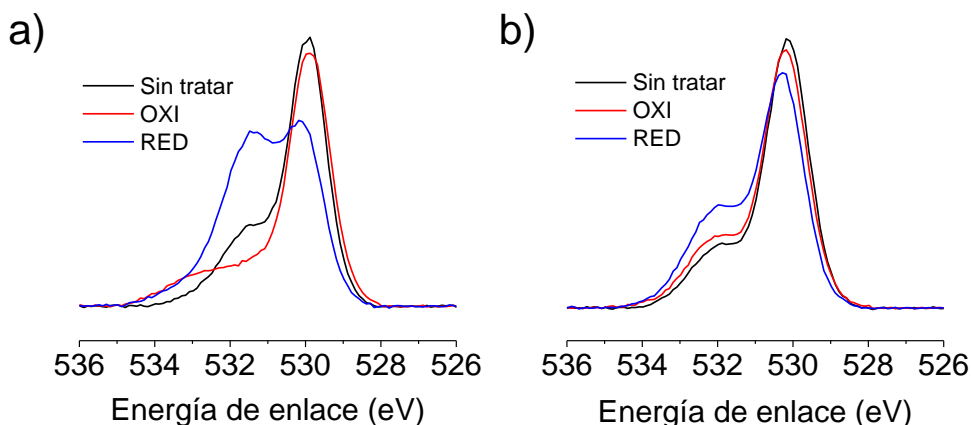 a)
Sin tratar
OXI
RED
536 534 532 530 528 526
Energía de enlace (eV)
b)
Sin tratar
OXI
RED
536 534 532 530 528 526
Energía de enlace (eV)